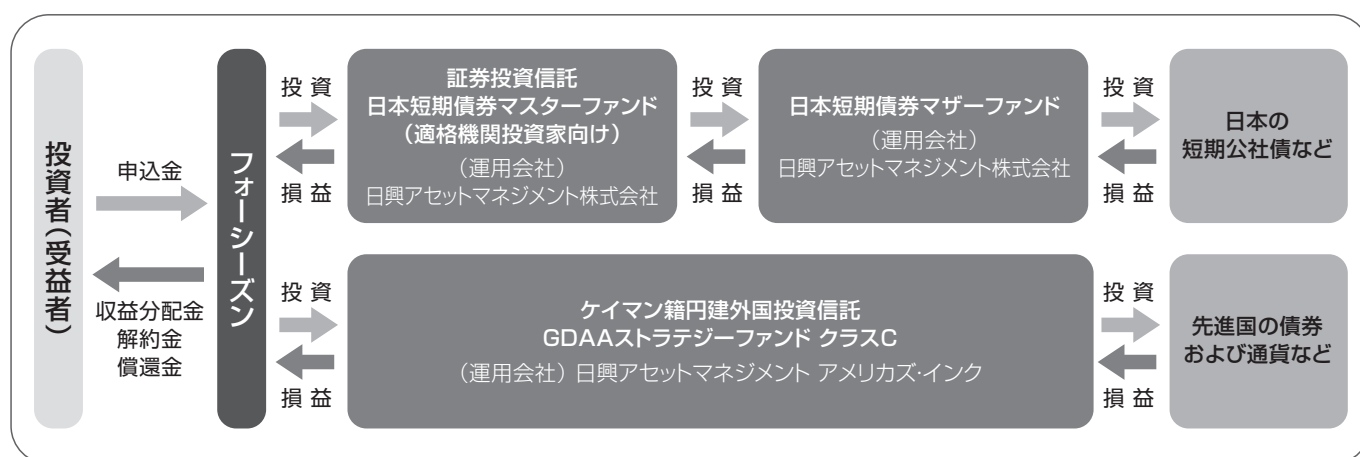 投資者(受益者)
申込金
収益分配金
解約金
償還金
フォーシーズン
投 資
損 益
証券投資信託
日本短期債券マスターファンド
(適格機関投資家向け)
(運用会社)
日興アセットマネジメント株式会社
投 資
損 益
日本短期債券マザーファンド
(運用会社)
日興アセットマネジメント株式会社
投 資
損 益
日本の
短期公社債など
投 資
損 益
ケイマン籍円建外国投資信託
GDAAストラテジーファンド クラスC
(運用会社) 日興アセットマネジメント アメリカズ・インク
投 資
損 益
先進国の債券
および通貨など